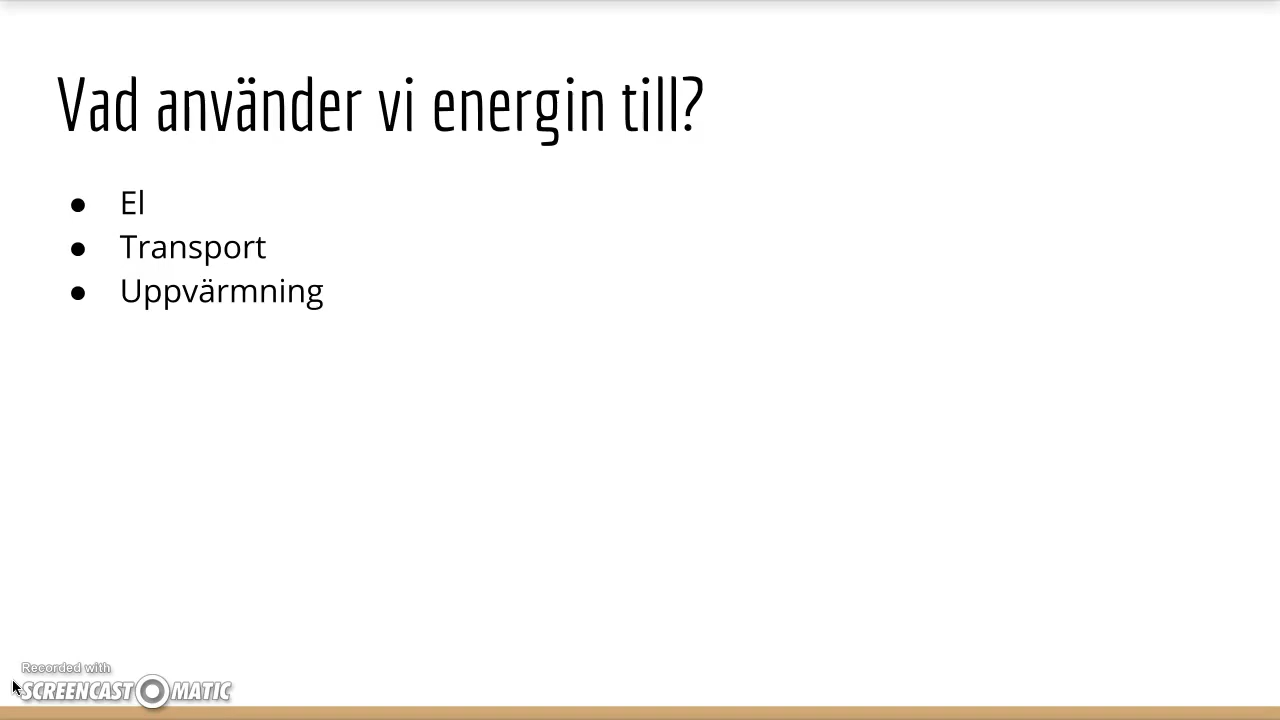 Vad använder vi energin till?
● El
● Transport
● Uppvärmning
Recorded with
SCREENCAST O MATIC